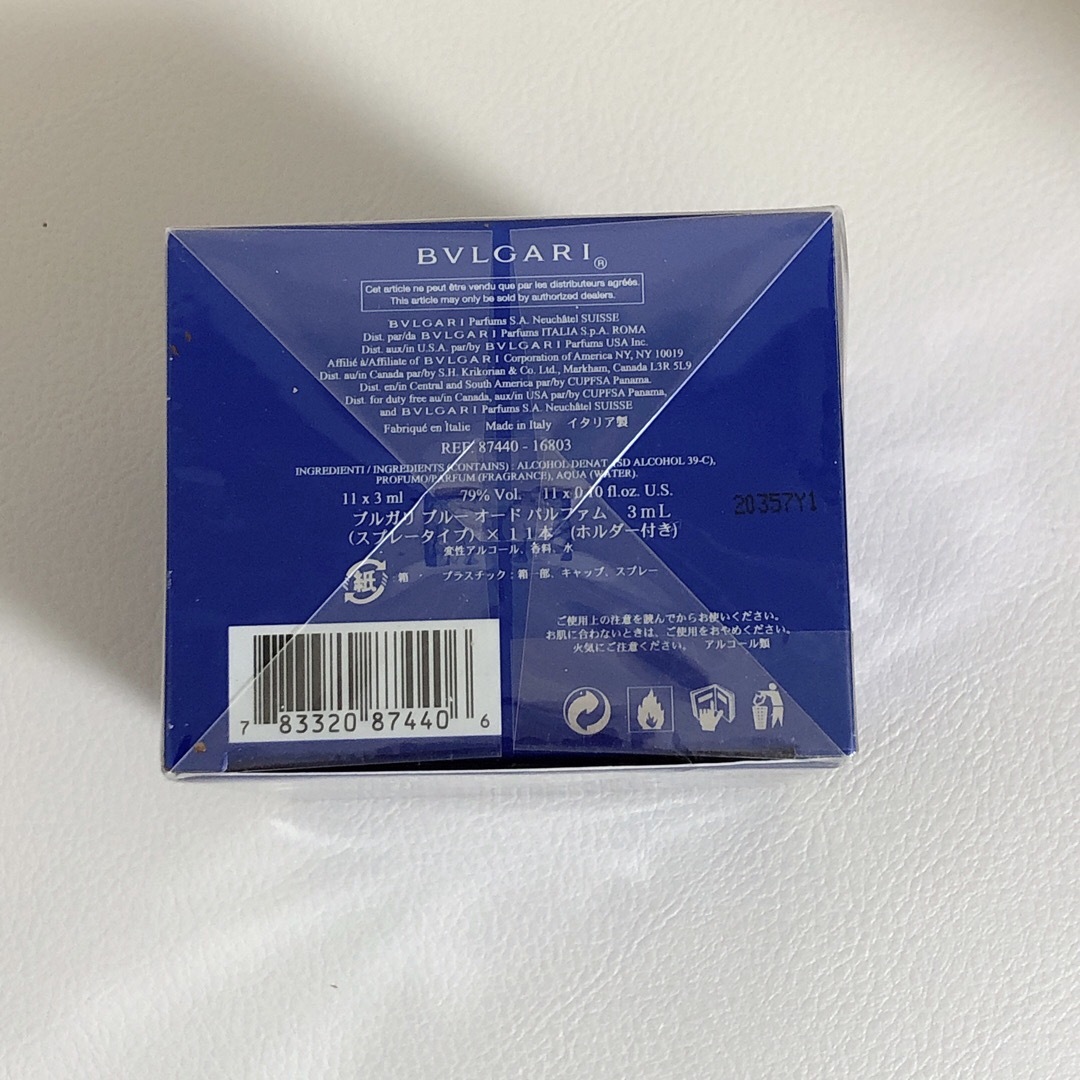 BVLGARI®
Cet article ne peut être vendu que par les distributeurs agréés.
This article may only be sold by authorized dealers.
BVLGARI Parfums S.A. Neuchâtel SUISSE
Dist. par/da BVLGARI Parfums ITALIA S.p.A. ROMA
Dist. aux/in U.S.A. par/by BVLGARI Parfums USA Inc.
Affilié à/Affiliate of BVLGARI Corporation of America NY, NY 10019
Dist. au/in Canada par/by S.H. Krikorian & Co. Ltd., Markham, Canada L3R 5L9
Dist. en/in Central and South America par/by CUPFSA Panama.
Dist. for duty free au/in Canada, aux/in USA par/by CUPFSA Panama,
and BVLGARI Parfums S.A. Neuchâtel SUISSE
Fabriqué en Italie Made in Italy イタリア製
REF. 87440 - 16803
INGREDIENTI / INGREDIENTS (CONTAINS) : ALCOHOL DENAT. (SD ALCOHOL 39-C),
PROFUMO/PARFUM (FRAGRANCE), AQUA (WATER).
11 x 3 ml - 79% Vol. 11 x 0.10 fl.oz. U.S.
ブルガリ ブルー オード パルファム 3mL
(スプレータイプ) × 11本 (ホルダー付き)
変性アルコール、香料、水
紙 箱 プラスチック:箱一部、キャップ、スプレー
20357Y1
ご使用上の注意を読んでからお使いください。
お肌に合わないときは、ご使用をおやめください。
火気にご注意ください。 アルコール類
7 83320 87440 6